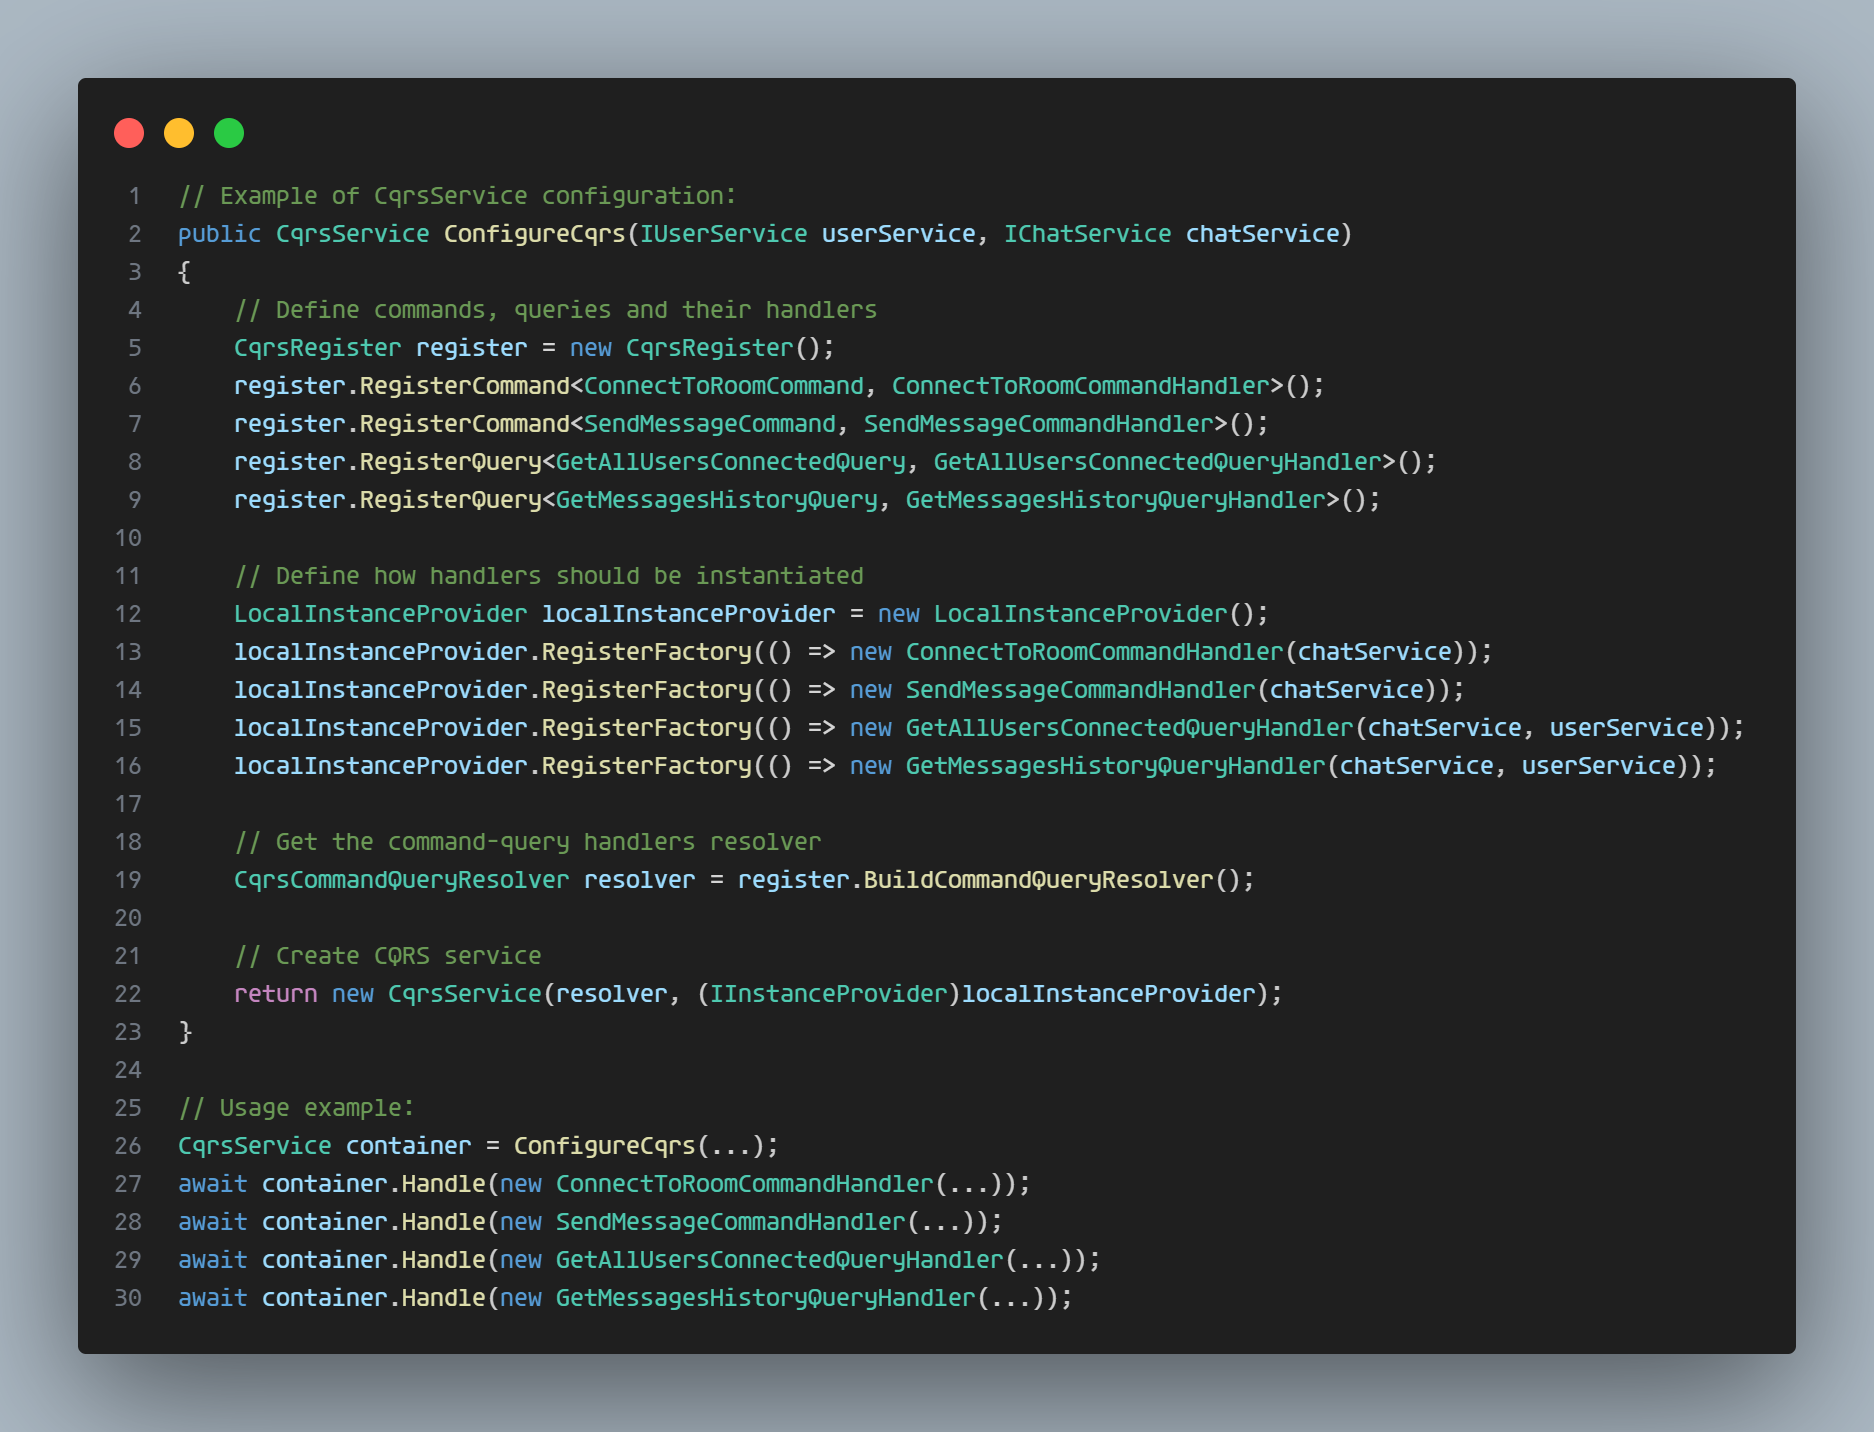 1 // Example of CqrsService configuration:
2 public CqrsService ConfigureCqrs(IUserService userService, IChatService chatService)
3 {
4     // Define commands, queries and their handlers
5     CqrsRegister register = new CqrsRegister();
6     register.RegisterCommand<ConnectToRoomCommand, ConnectToRoomCommandHandler>();
7     register.RegisterCommand<SendMessageCommand, SendMessageCommandHandler>();
8     register.RegisterQuery<GetAllUsersConnectedQuery, GetAllUsersConnectedQueryHandler>();
9     register.RegisterQuery<GetMessagesHistoryQuery, GetMessagesHistoryQueryHandler>();
10
11     // Define how handlers should be instantiated
12     LocalInstanceProvider localInstanceProvider = new LocalInstanceProvider();
13     localInstanceProvider.RegisterFactory(() => new ConnectToRoomCommandHandler(chatService));
14     localInstanceProvider.RegisterFactory(() => new SendMessageCommandHandler(chatService));
15     localInstanceProvider.RegisterFactory(() => new GetAllUsersConnectedQueryHandler(chatService, userService));
16     localInstanceProvider.RegisterFactory(() => new GetMessagesHistoryQueryHandler(chatService, userService));
17
18     // Get the command-query handlers resolver
19     CqrsCommandQueryResolver resolver = register.BuildCommandQueryResolver();
20
21     // Create CQRS service
22     return new CqrsService(resolver, (IInstanceProvider)localInstanceProvider);
23 }
24
25 // Usage example:
26 CqrsService container = ConfigureCqrs(...);
27 await container.Handle(new ConnectToRoomCommandHandler(...));
28 await container.Handle(new SendMessageCommandHandler(...));
29 await container.Handle(new GetAllUsersConnectedQueryHandler(...));
30 await container.Handle(new GetMessagesHistoryQueryHandler(...));